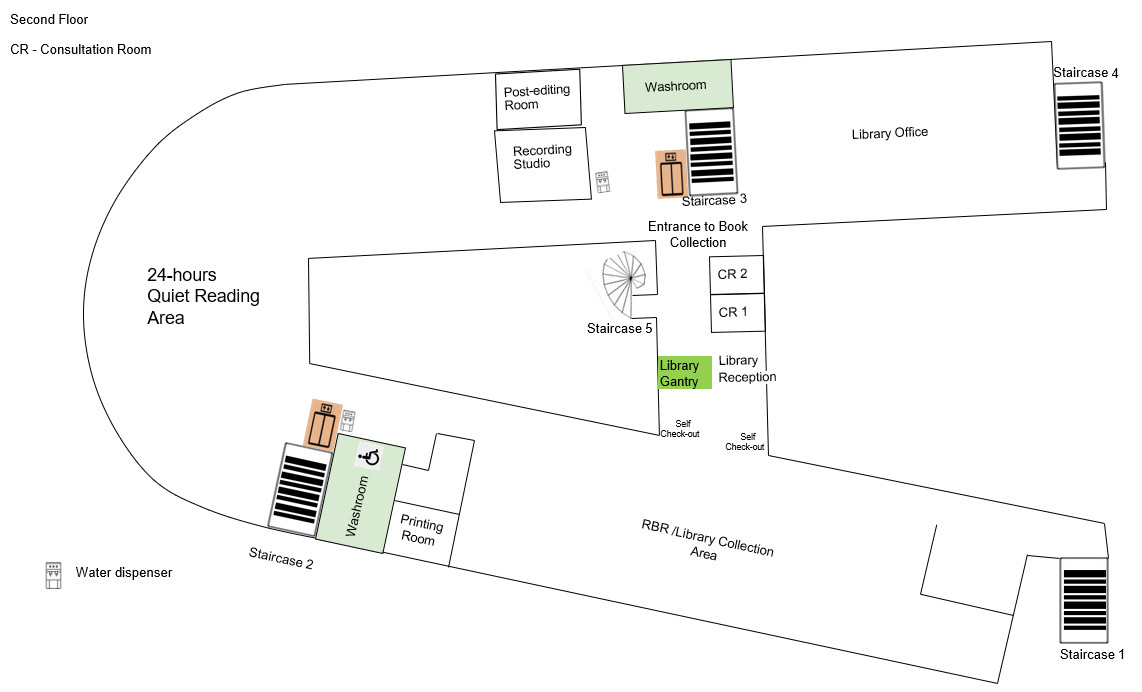 Second Floor
CR - Consultation Room
Staircase 4
Post-editing
Room
Washroom
Library Office
Recording
Studio
Staircase 3
Entrance to Book
Collection
24-hours
Quiet Reading
Area
CR 2
CR 1
Staircase 5
Library
Gantry
Library
Reception
Self
Check-out
Self
Check-out
Washroom
Printing
Room
RBR /Library Collection
Area
Staircase 2
Water dispenser
Staircase 1